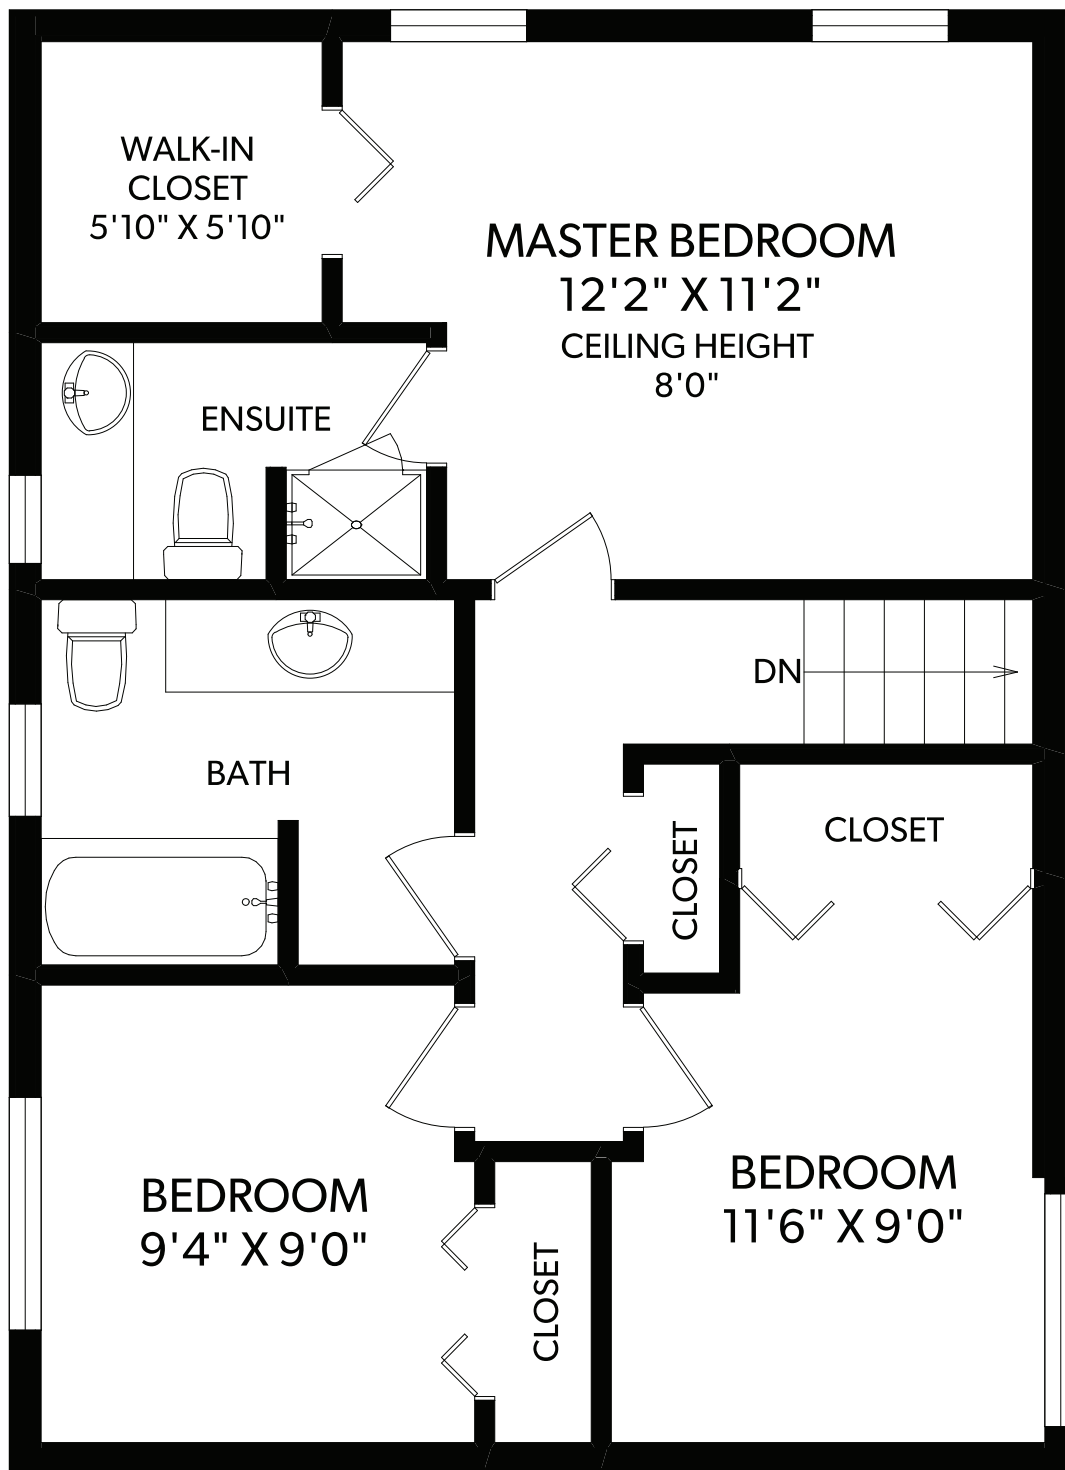 WALK-IN
CLOSET
5'10" X 5'10"
MASTER BEDROOM
12'2" X 11'2"
CEILING HEIGHT
8'0"
ENSUITE
DN
BATH
CLOSET
CLOSET
BEDROOM
9'4" X 9'0"
CLOSET
BEDROOM
11'6" X 9'0"